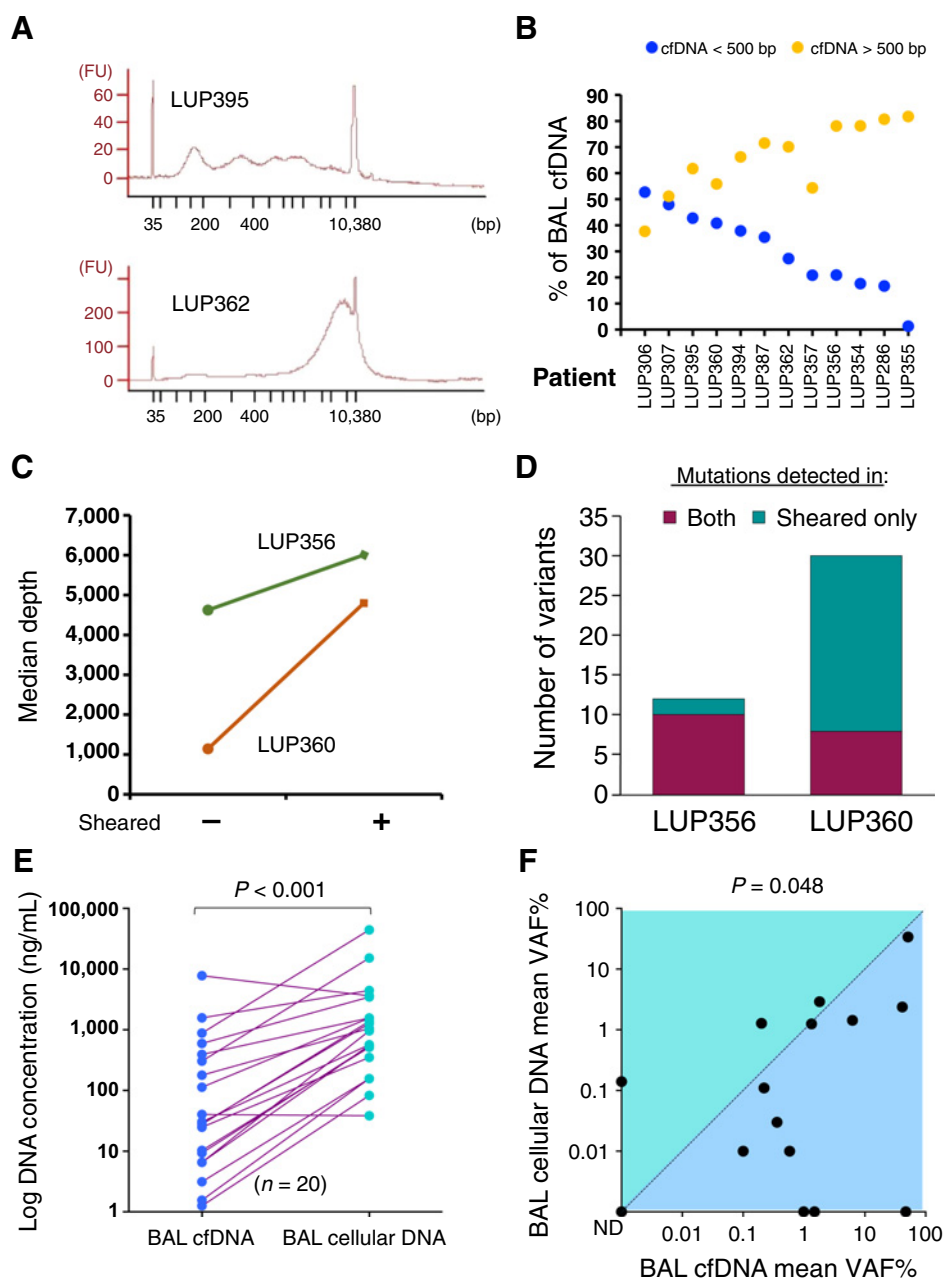 A
(FU)
60
40
20
0
LUP395
35 200 400 10,380 (bp)
(FU)
200
100
0
LUP362
35 200 400 10,380 (bp)
B
cfDNA < 500 bp cfDNA > 500 bp
% of BAL cfDNA
90
80
70
60
50
40
30
20
10
0
Patient
LUP306
LUP307
LUP395
LUP360
LUP394
LUP387
LUP362
LUP357
LUP356
LUP354
LUP286
LUP355
C
Median depth
7,000
6,000
5,000
4,000
3,000
2,000
1,000
0
LUP356
LUP360
Sheared − +
D
Mutations detected in:
Both Sheared only
Number of variants
35
30
25
20
15
10
5
0
LUP356 LUP360
E
P < 0.001
Log DNA concentration (ng/mL)
100,000
10,000
1,000
100
10
1
(n = 20)
BAL cfDNA BAL cellular DNA
F
P = 0.048
BAL cellular DNA mean VAF%
100
10
1
0.1
0.01
ND
0.01 0.1 1 10 100
BAL cfDNA mean VAF%